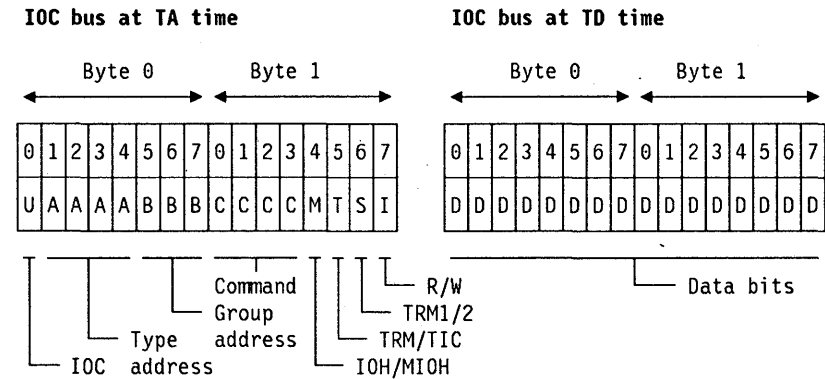 IOC bus at TA time IOC bus at TD time
Byte 0 Byte 1 Byte 0 Byte 1
0 1 2 3 4 5 6 7 0 1 2 3 4 5 6 7 0 1 2 3 4 5 6 7 0 1 2 3 4 5 6 7
U A A A A B B B C C C C M T S I D D D D D D D D D D D D D D D D
Command R/W Data bits
Group TRM1/2
Type address TRM/TIC
IOC address IOH/MIOH